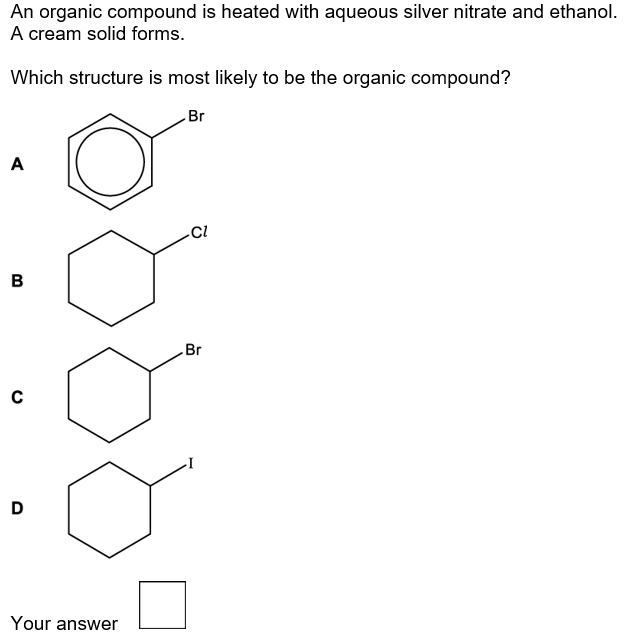 An organic compound is heated with aqueous silver nitrate and ethanol.
A cream solid forms.
Which structure is most likely to be the organic compound?
Br
A
Cl
B
Br
C
I
D
Your answer